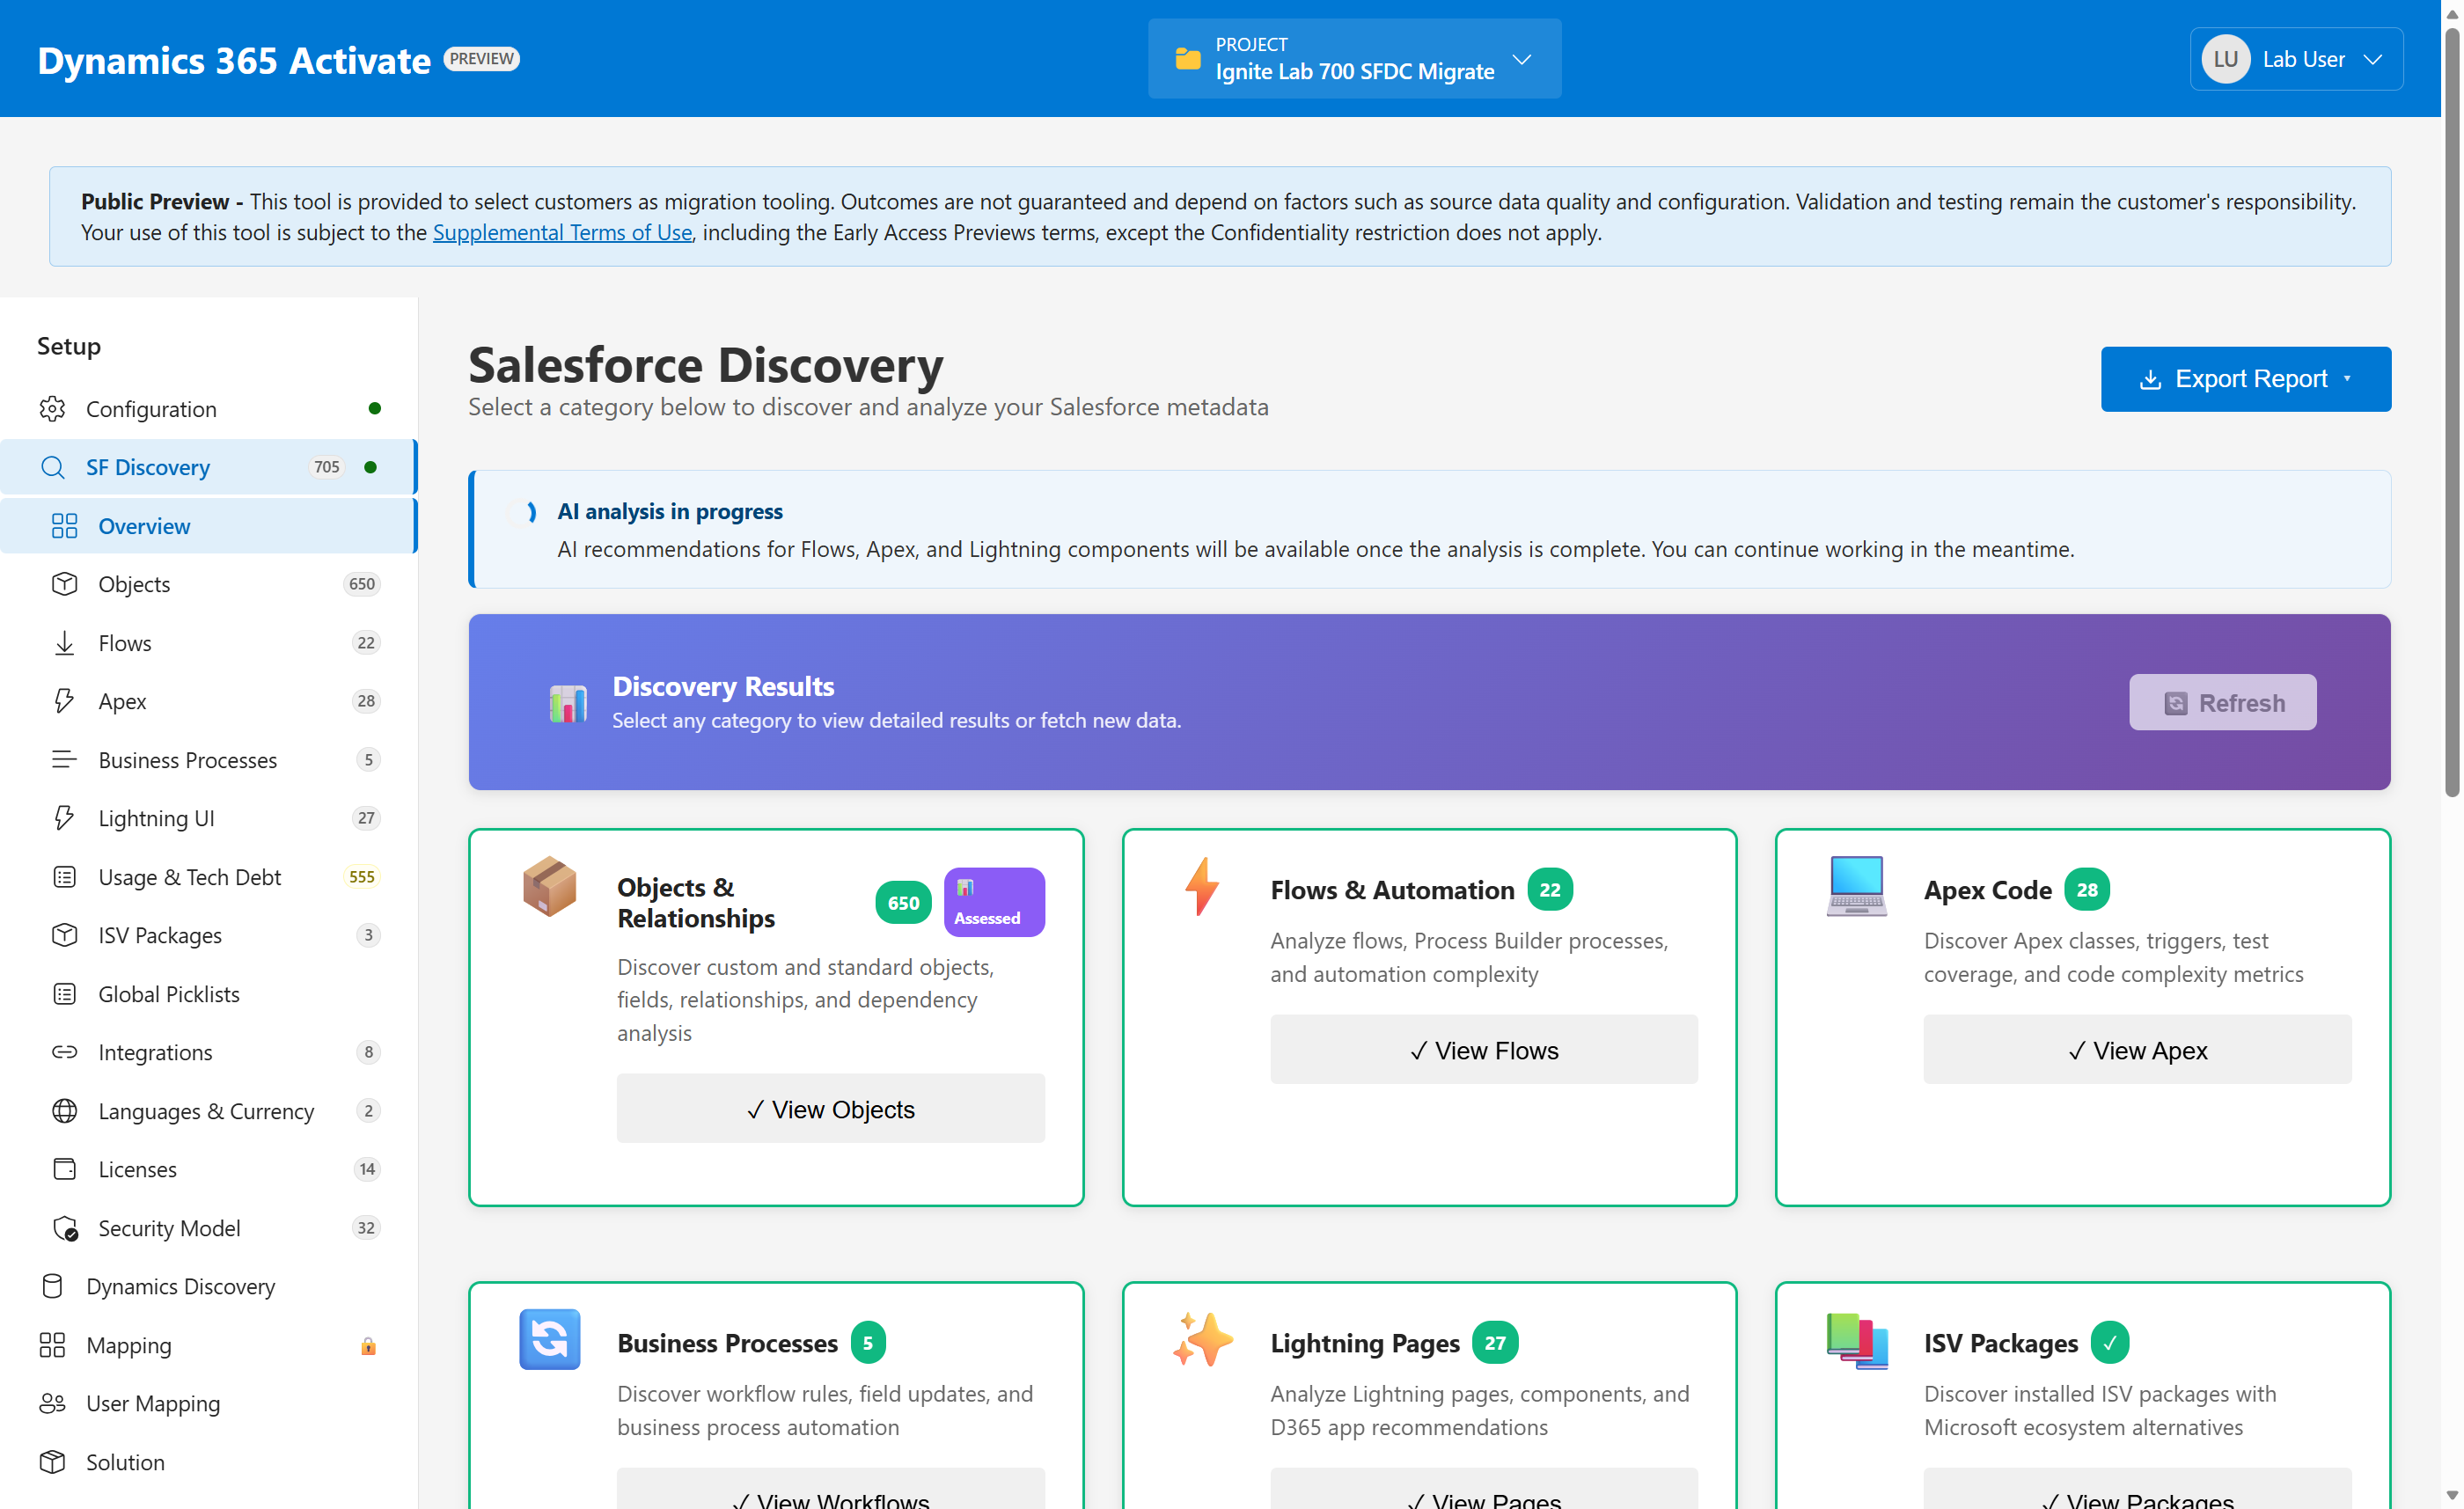 Dynamics 365 Activate
PREVIEW
PROJECT
Ignite Lab 700 SFDC Migrate
LU
Lab User
Public Preview - This tool is provided to select customers as migration tooling. Outcomes are not guaranteed and depend on factors such as source data quality and configuration. Validation and testing remain the customer's responsibility.
Your use of this tool is subject to the Supplemental Terms of Use, including the Early Access Previews terms, except the Confidentiality restriction does not apply.
Setup
Configuration
SF Discovery 705
Overview
Objects 650
Flows 22
Apex 28
Business Processes 5
Lightning UI 27
Usage & Tech Debt 555
ISV Packages 3
Global Picklists
Integrations 8
Languages & Currency 2
Licenses 14
Security Model 32
Dynamics Discovery
Mapping
User Mapping
Solution
Salesforce Discovery
Select a category below to discover and analyze your Salesforce metadata
Export Report
AI analysis in progress
AI recommendations for Flows, Apex, and Lightning components will be available once the analysis is complete. You can continue working in the meantime.
Discovery Results
Select any category to view detailed results or fetch new data.
Refresh
Objects &
Relationships
650
Assessed
Discover custom and standard objects,
fields, relationships, and dependency
analysis
✓ View Objects
Flows & Automation 22
Analyze flows, Process Builder processes,
and automation complexity
✓ View Flows
Apex Code 28
Discover Apex classes, triggers, test
coverage, and code complexity metrics
✓ View Apex
Business Processes 5
Discover workflow rules, field updates, and
business process automation
✓ View Workflows
Lightning Pages 27
Analyze Lightning pages, components, and
D365 app recommendations
✓ View Pages
ISV Packages ✓
Discover installed ISV packages with
Microsoft ecosystem alternatives
✓ View Packages